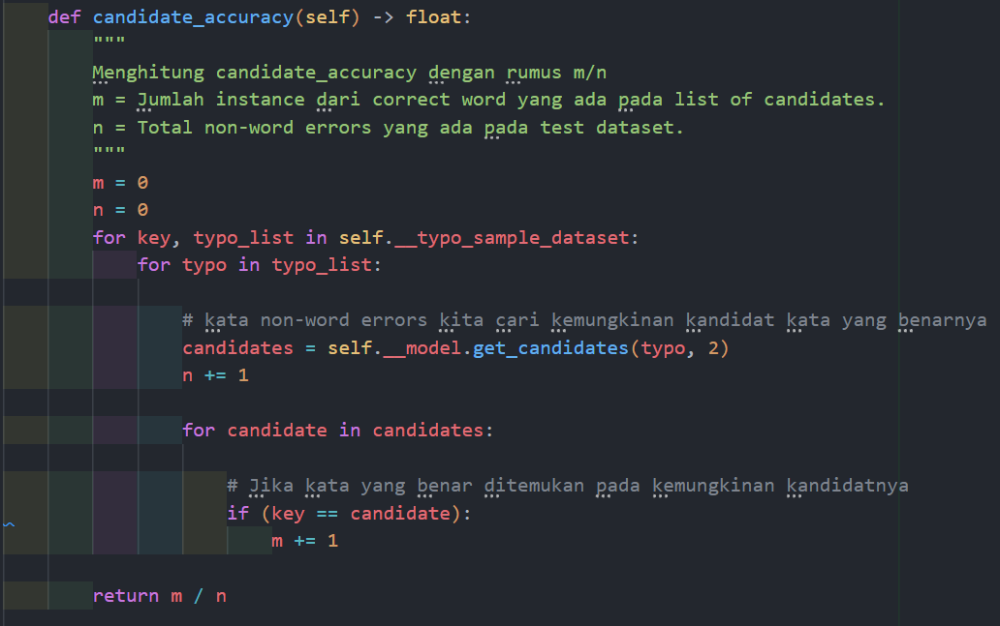 def candidate_accuracy(self) -> float:
"""
Menghitung candidate_accuracy dengan rumus m/n
m = Jumlah instance dari correct word yang ada pada list of candidates.
n = Total non-word errors yang ada pada test dataset.
"""
m = 0
n = 0
for key, typo_list in self.__typo_sample_dataset:
for typo in typo_list:
# kata non-word errors kita cari kemungkinan kandidat kata yang benarnya
candidates = self.__model.get_candidates(typo, 2)
n += 1
for candidate in candidates:
# Jika kata yang benar ditemukan pada kemungkinan kandidatnya
if (key == candidate):
m += 1
return m / n